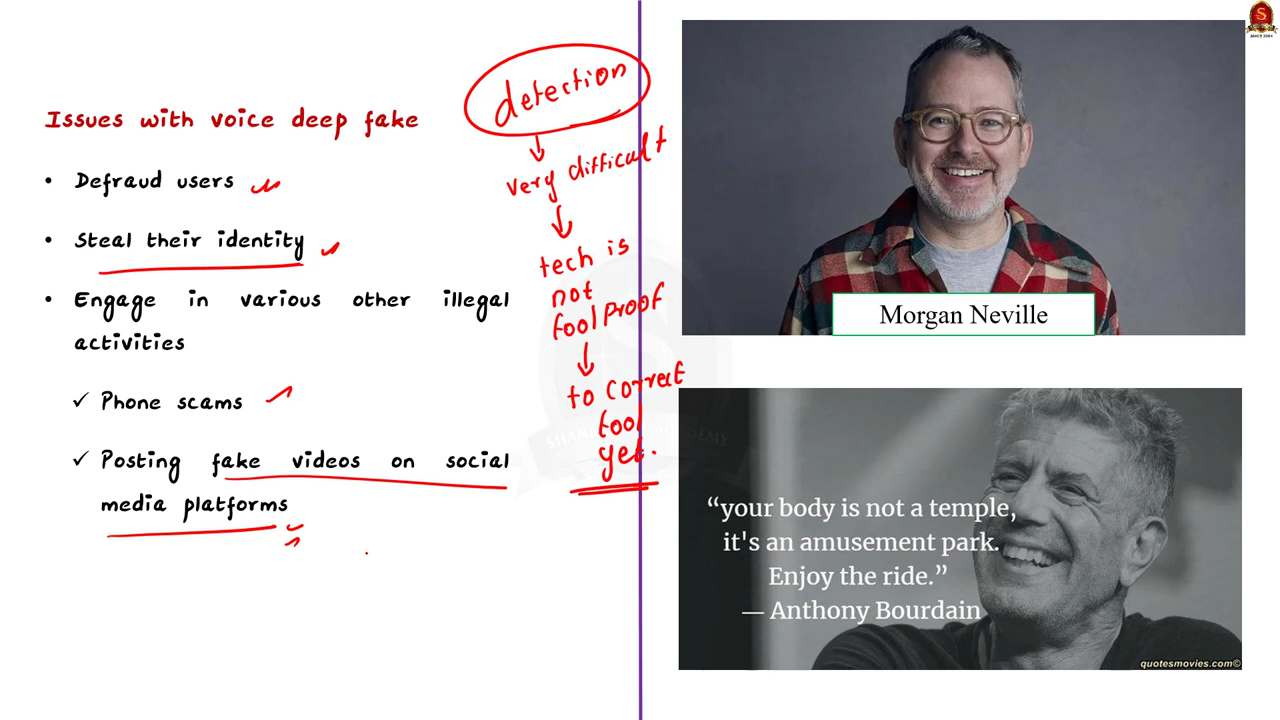 Issues with voice deep fake
• Defraud users
• Steal their identity
• Engage in various other illegal
activities
✓ Phone scams
✓ Posting fake videos on social
media platforms
detection
very difficult
tech is
not
foolproof
to correct
tool
yet.
Morgan Neville
“your body is not a temple,
it's an amusement park.
Enjoy the ride.”
— Anthony Bourdain
quotesmovies.com©
S
SINCE 2004